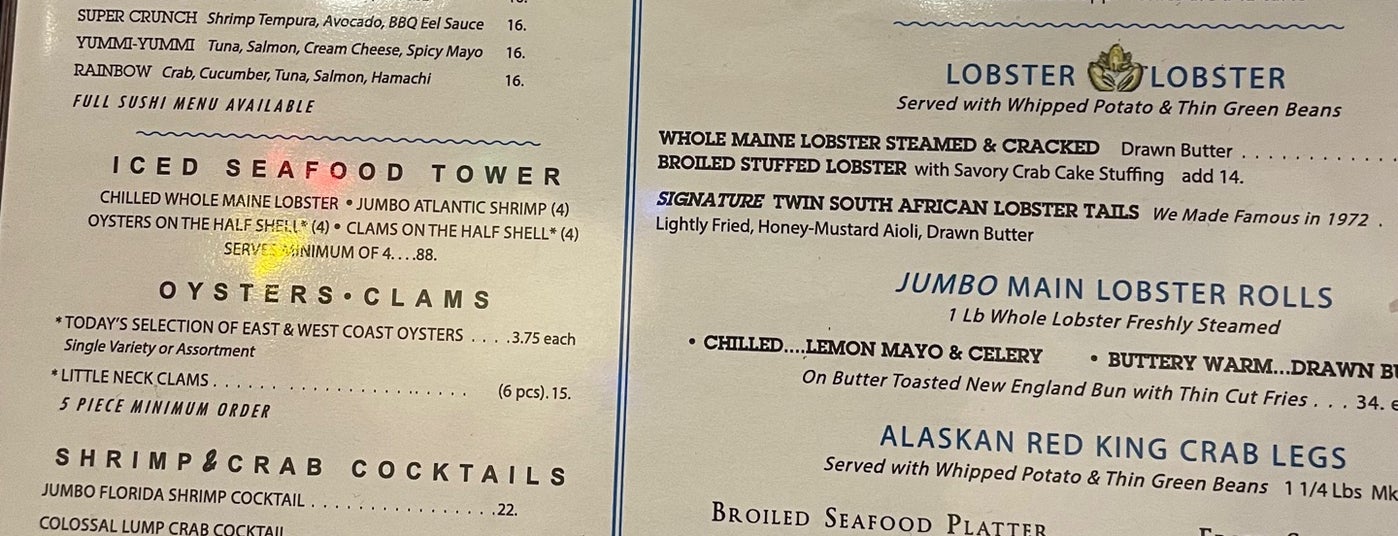 SUPER CRUNCH Shrimp Tempura, Avocado, BBQ Eel Sauce 16.
YUMMI-YUMMI Tuna, Salmon, Cream Cheese, Spicy Mayo 16.
RAINBOW Crab, Cucumber, Tuna, Salmon, Hamachi 16.
FULL SUSHI MENU AVAILABLE
ICED SEAFOOD TOWER
CHILLED WHOLE MAINE LOBSTER • JUMBO ATLANTIC SHRIMP (4)
OYSTERS ON THE HALF SHELL* (4) • CLAMS ON THE HALF SHELL* (4)
SERVES MINIMUM OF 4....88.
OYSTERS • CLAMS
*TODAY'S SELECTION OF EAST & WEST COAST OYSTERS ....3.75 each
Single Variety or Assortment
*LITTLE NECK CLAMS . . . . . . . . . . . . . . . . . . . . . (6 pcs).15.
5 PIECE MINIMUM ORDER
SHRIMP & CRAB COCKTAILS
JUMBO FLORIDA SHRIMP COCKTAIL . . . . . . . . . . . . . . . . .22.
COLOSSAL LUMP CRAB COCKTAIL
LOBSTER LOBSTER
Served with Whipped Potato & Thin Green Beans
WHOLE MAINE LOBSTER STEAMED & CRACKED Drawn Butter . . . . . . . . . . . .
BROILED STUFFED LOBSTER with Savory Crab Cake Stuffing add 14.
SIGNATURE TWIN SOUTH AFRICAN LOBSTER TAILS We Made Famous in 1972 .
Lightly Fried, Honey-Mustard Aioli, Drawn Butter
JUMBO MAIN LOBSTER ROLLS
1 Lb Whole Lobster Freshly Steamed
• CHILLED....LEMON MAYO & CELERY • BUTTERY WARM...DRAWN
On Butter Toasted New England Bun with Thin Cut Fries . . . 34.
ALASKAN RED KING CRAB LEGS
Served with Whipped Potato & Thin Green Beans 1 1/4 Lbs Mk
BROILED SEAFOOD PLATTER